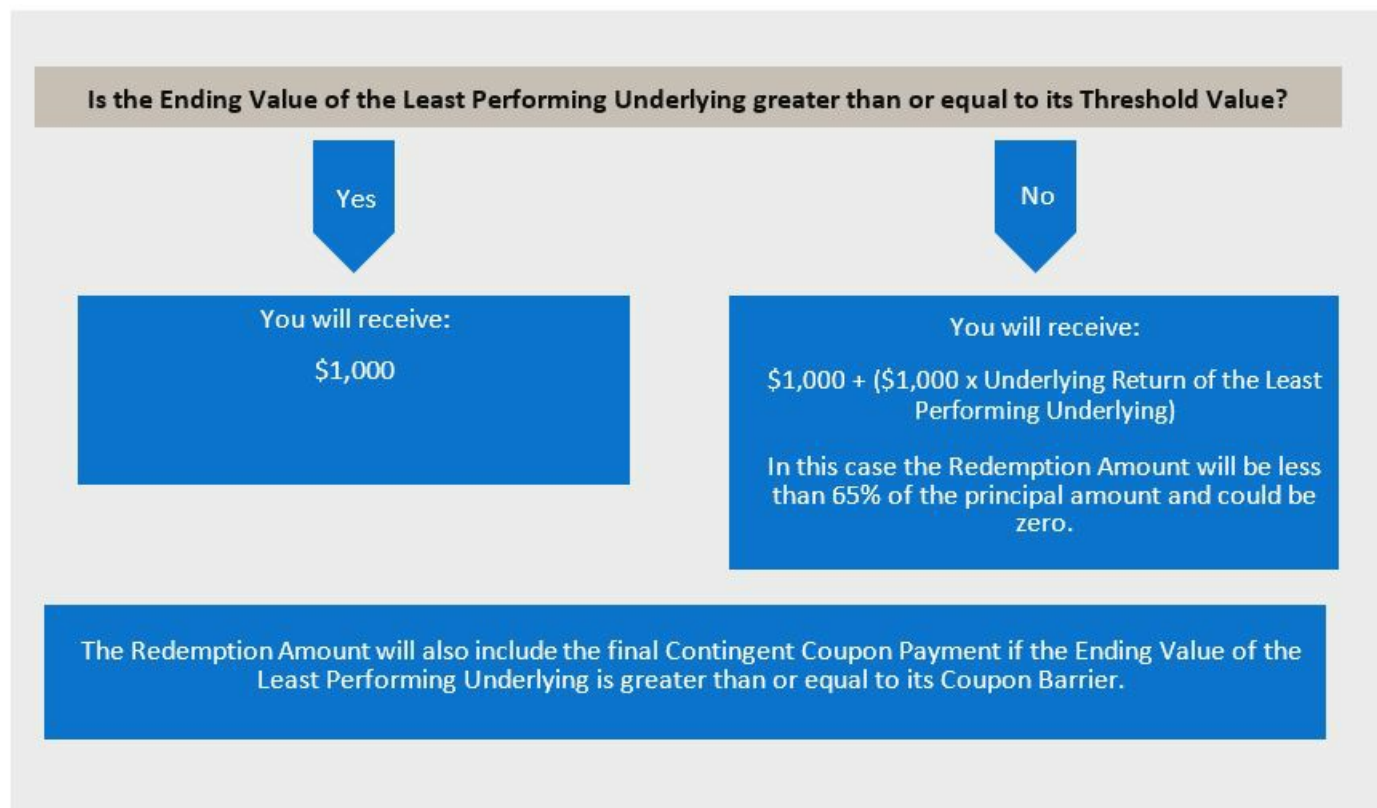 Is the Ending Value of the Least Performing Underlying greater than or equal to its Threshold Value?
Yes
No
You will receive:
$1,000
You will receive:
$1,000 + ($1,000 x Underlying Return of the Least
Performing Underlying)
In this case the Redemption Amount will be less
than 65% of the principal amount and could be
zero.
The Redemption Amount will also include the final Contingent Coupon Payment if the Ending Value of the
Least Performing Underlying is greater than or equal to its Coupon Barrier.